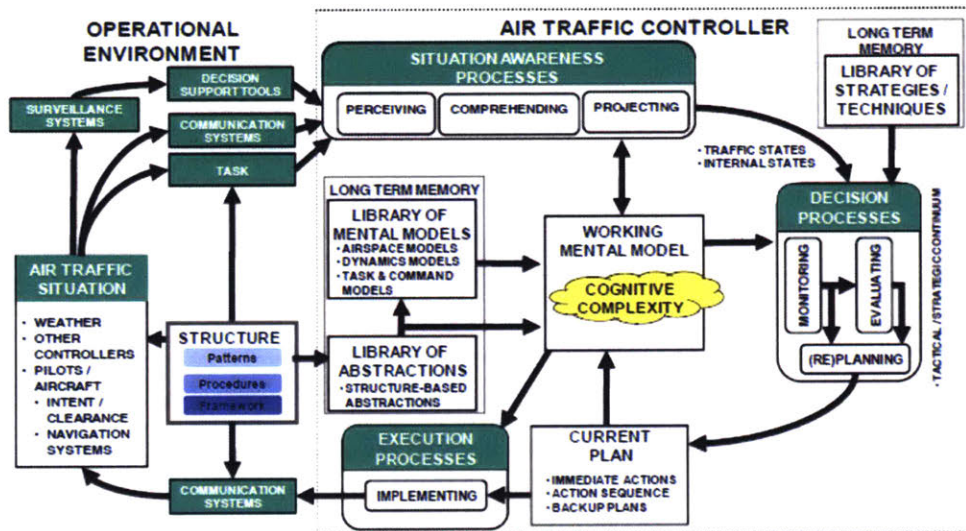 OPERATIONAL
ENVIRONMENT
AIR TRAFFIC CONTROLLER
SURVEILLANCE
SYSTEMS
DECISION
SUPPORT TOOLS
COMMUNICATION
SYSTEMS
TASK
AIR TRAFFIC
SITUATION
• WEATHER
• OTHER
CONTROLLERS
• PILOTS /
AIRCRAFT
• INTENT /
CLEARANCE
• NAVIGATION
SYSTEMS
STRUCTURE
Patterns
Procedures
Framework
COMMUNICATION
SYSTEMS
SITUATION AWARENESS
PROCESSES
PERCEIVING
COMPREHENDING
PROJECTING
LONG TERM MEMORY
LIBRARY OF
MENTAL MODELS
• AIRSPACE MODELS
• DYNAMICS MODELS
• TASK & COMMAND
MODELS
LIBRARY OF
ABSTRACTIONS
• STRUCTURE-BASED
ABSTRACTIONS
WORKING
MENTAL MODEL
COGNITIVE
COMPLEXITY
• TRAFFIC STATES
• INTERNAL STATES
LONG TERM
MEMORY
LIBRARY OF
STRATEGIES /
TECHNIQUES
DECISION
PROCESSES
MONITORING
EVALUATING
(RE)PLANNING
TACTICAL / STRATEGIC CONTINUUM
EXECUTION
PROCESSES
IMPLEMENTING
CURRENT
PLAN
• IMMEDIATE ACTIONS
• ACTION SEQUENCE
• BACKUP PLANS